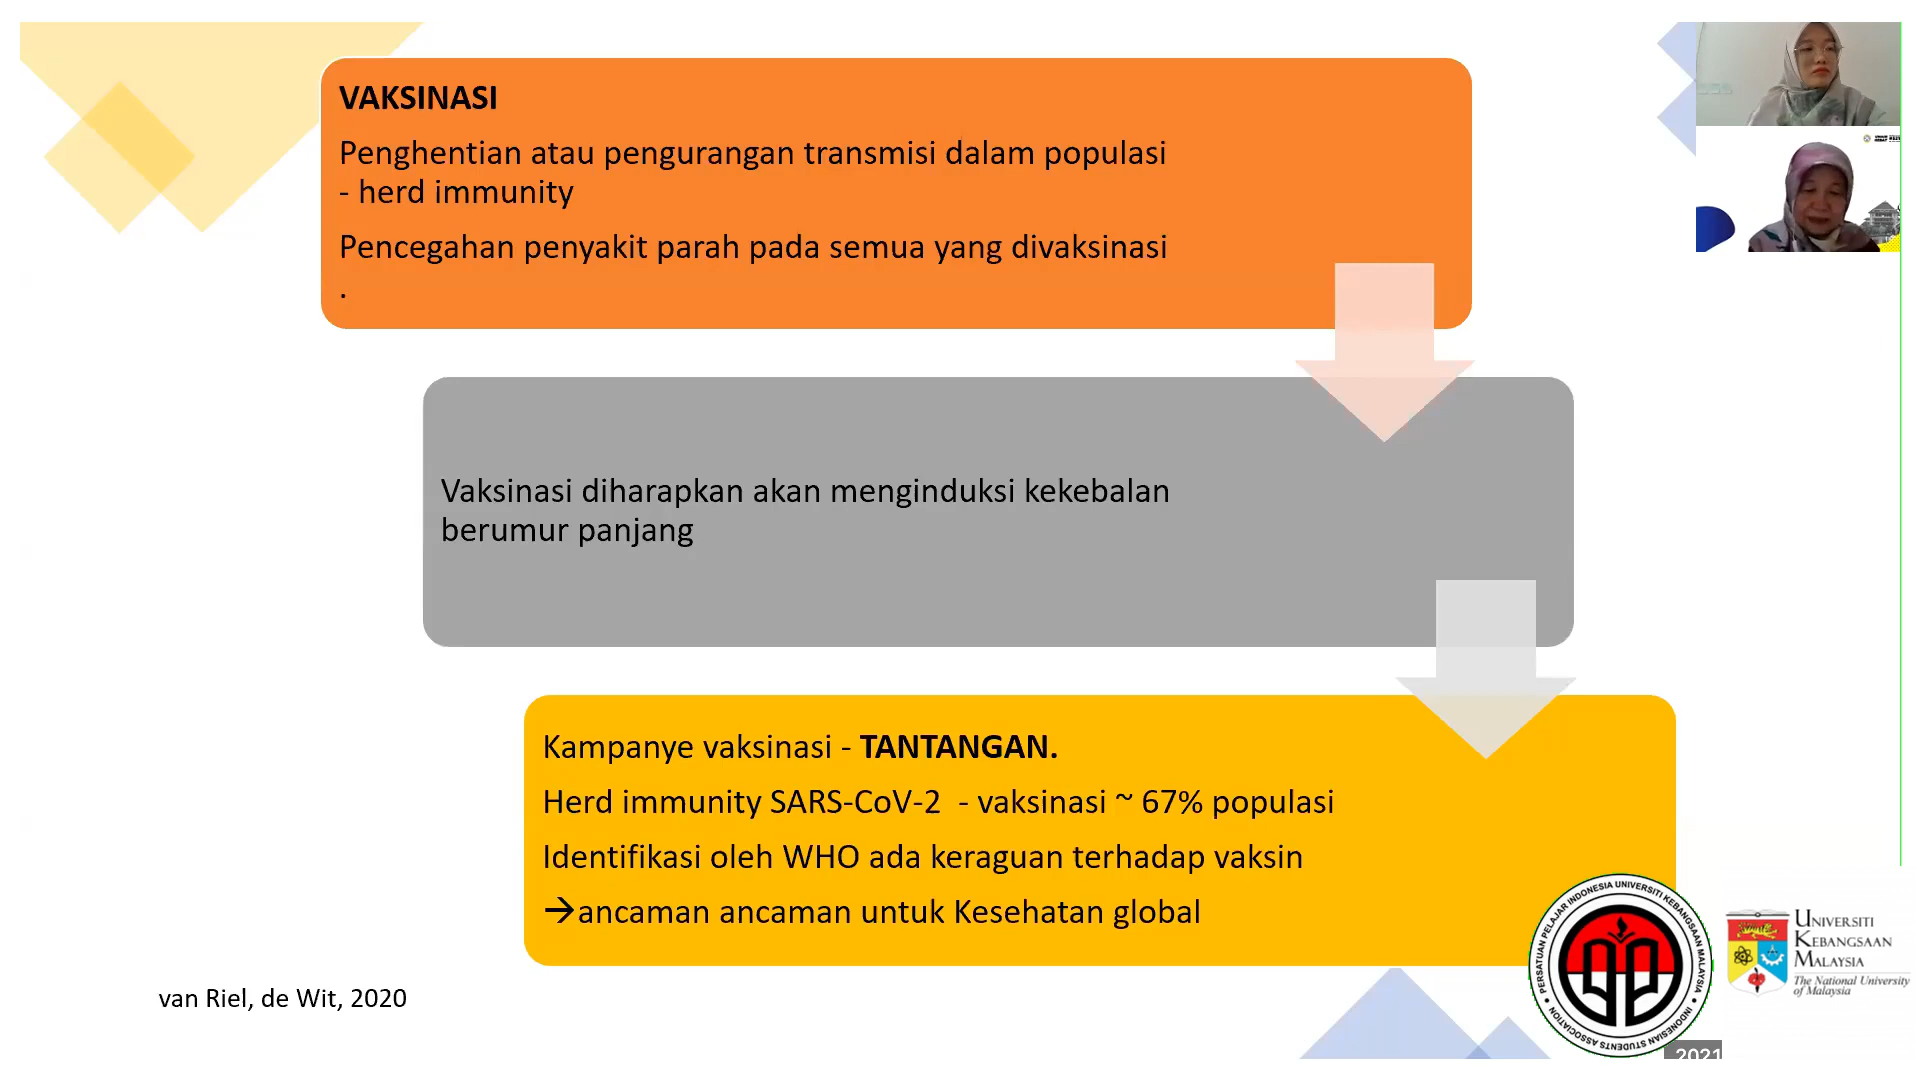 VAKSINASI
Penghentian atau pengurangan transmisi dalam populasi
- herd immunity
Pencegahan penyakit parah pada semua yang divaksinasi
.
Vaksinasi diharapkan akan menginduksi kekebalan
berumur panjang
Kampanye vaksinasi - TANTANGAN.
Herd immunity SARS-CoV-2 - vaksinasi ~ 67% populasi
Identifikasi oleh WHO ada keraguan terhadap vaksin
→ancaman ancaman untuk Kesehatan global
van Riel, de Wit, 2020
PERSATUAN PELAJAR INDONESIA UNIVERSITI KEBANGSAAN MALAYSIA
INDONESIAN STUDENTS ASSOCIATION
UNIVERSITI
KEBANGSAAN
MALAYSIA
The National University
of Malaysia
2021